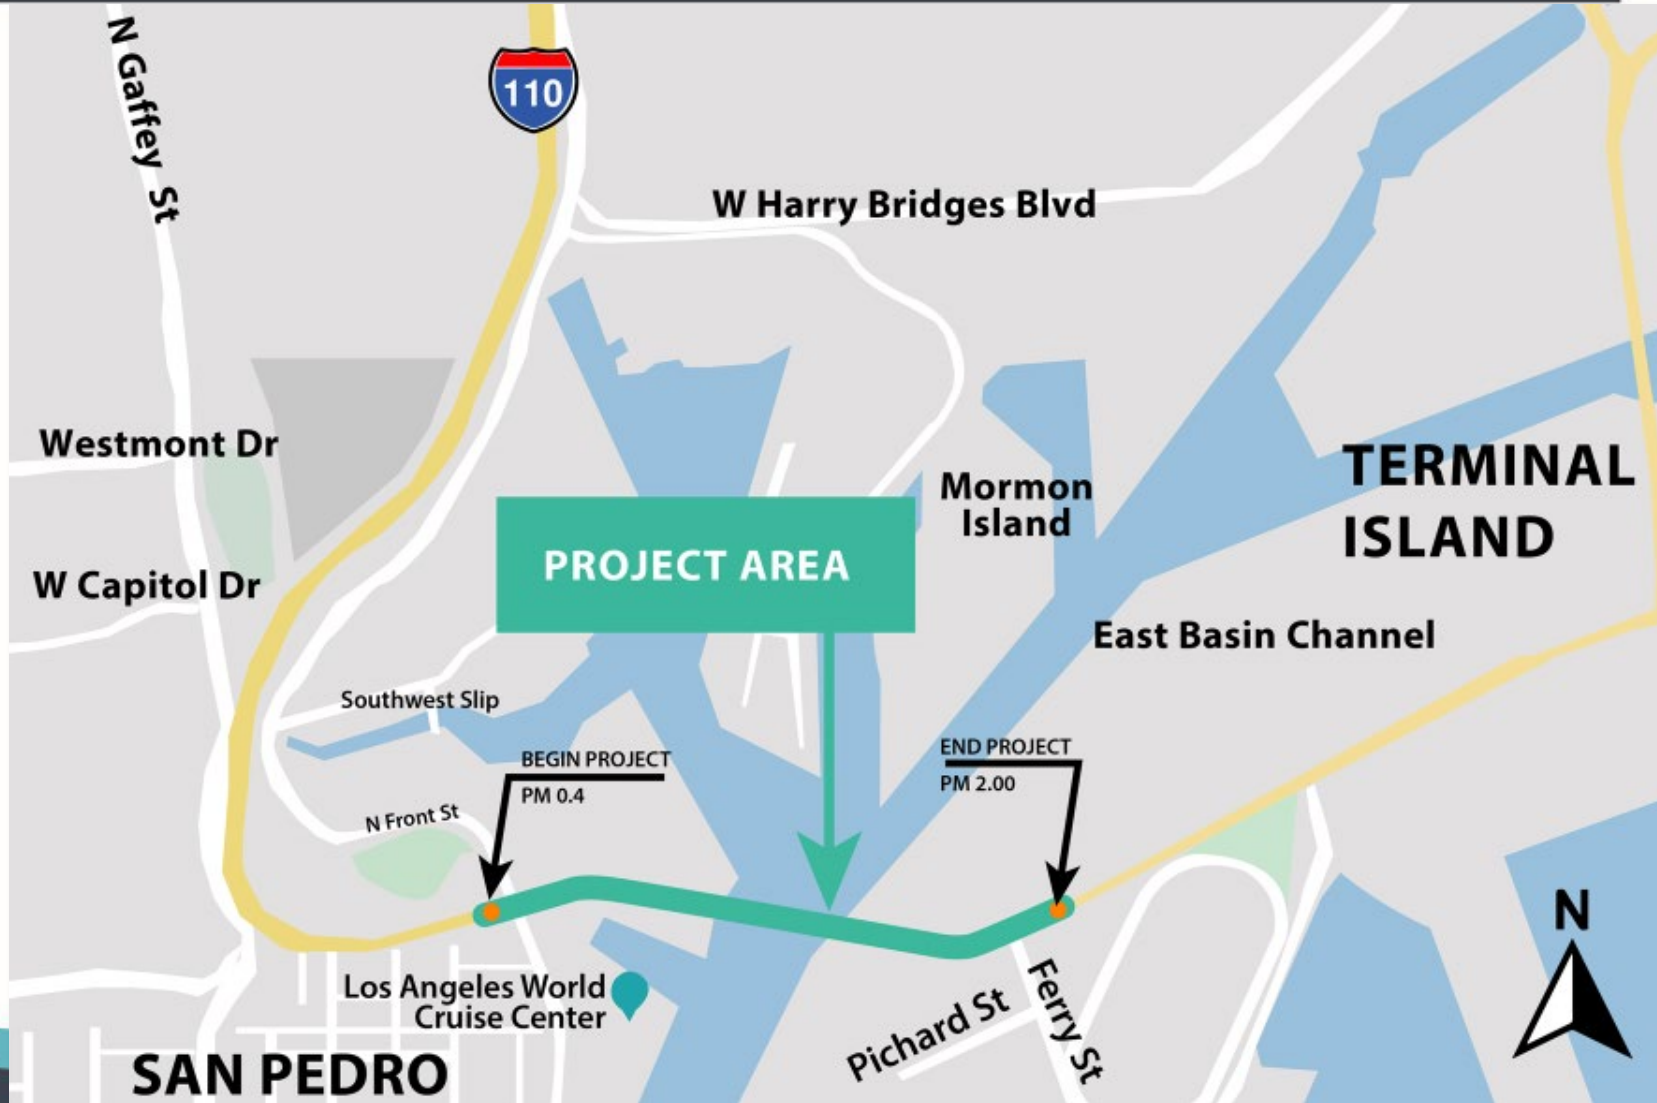 N Gaffey St
110
W Harry Bridges Blvd
Westmont Dr
Mormon
Island
TERMINAL
ISLAND
PROJECT AREA
W Capitol Dr
East Basin Channel
Southwest Slip
BEGIN PROJECT
PM 0.4
END PROJECT
PM 2.00
N Front St
N
Los Angeles World
Cruise Center
Pichard St
Ferry St
SAN PEDRO